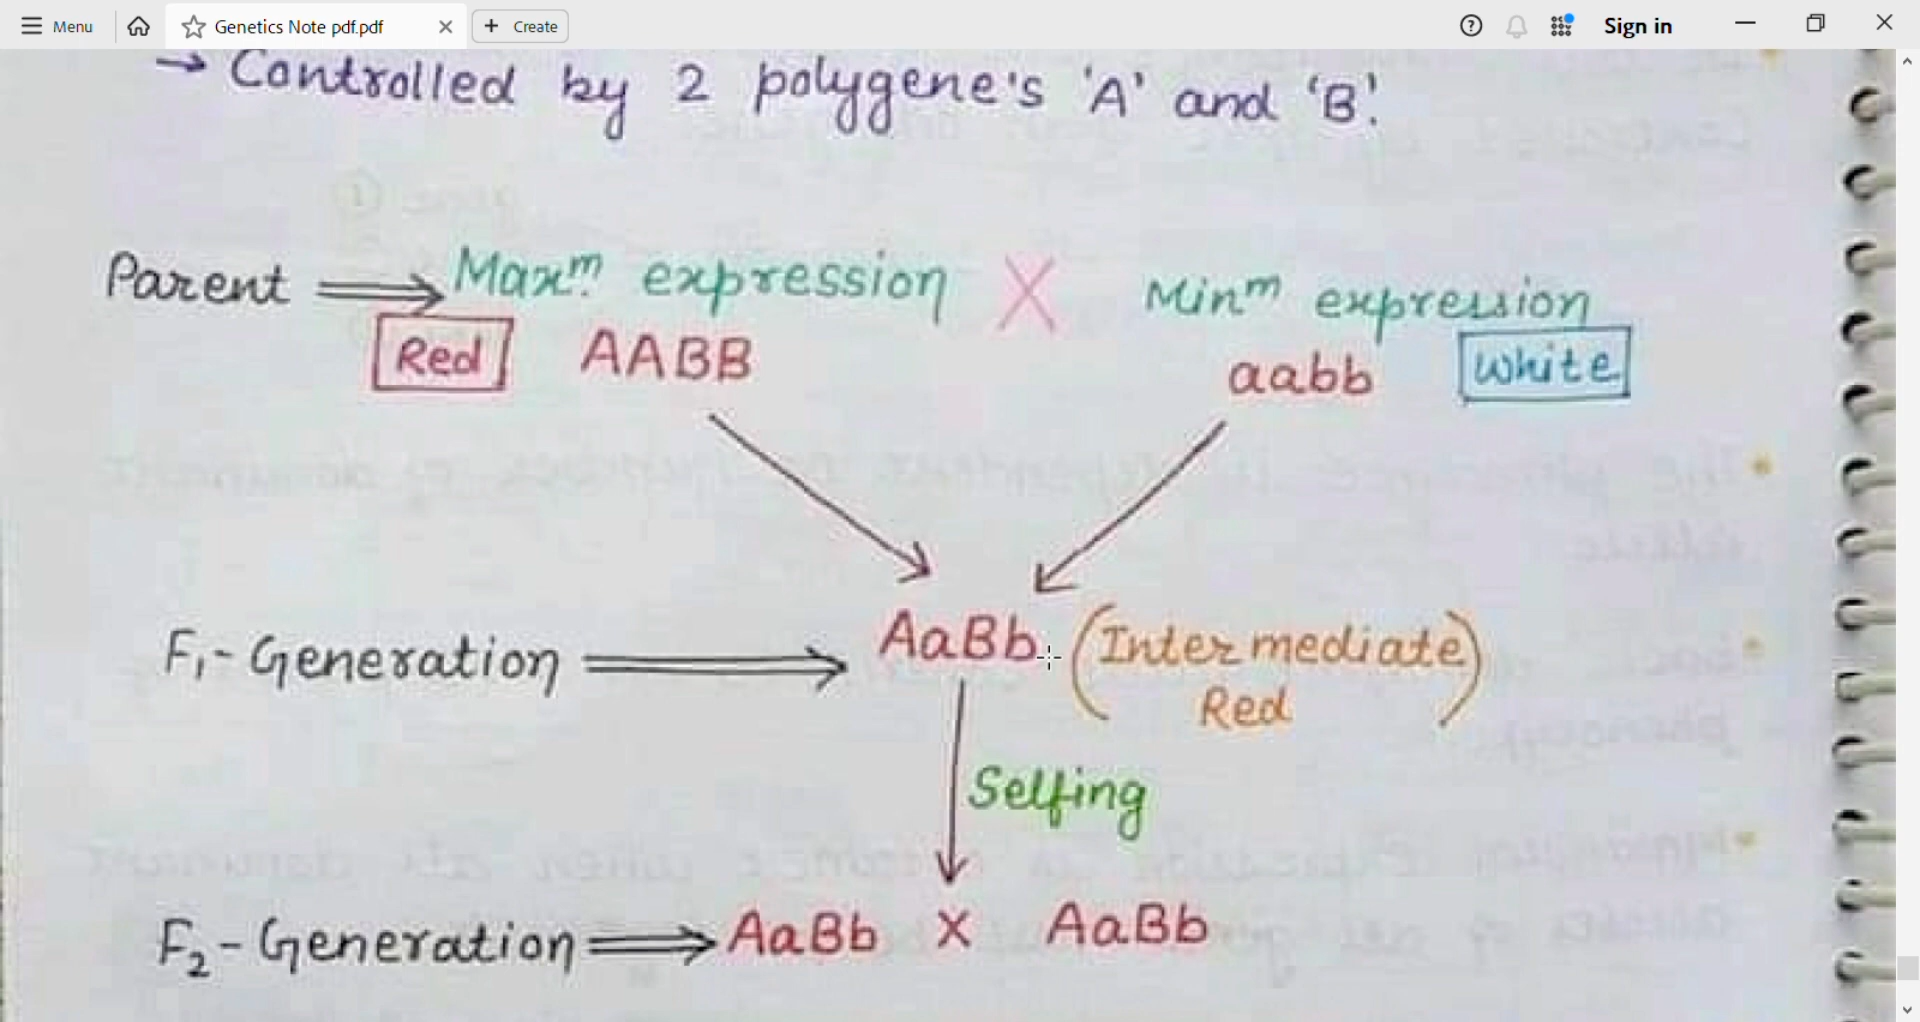 Menu
Genetics Note pdf.pdf
Create
Sign in
→ Controlled by 2 polygene's 'A' and 'B'.
Parent ⟹ Maxᵐ. expression X Minᵐ expression
Red AABB aabb White
F₁-Generation ⟹ AaBb (Intermediate Red)
Selfing
F₂-Generation ⟹ AaBb x AaBb